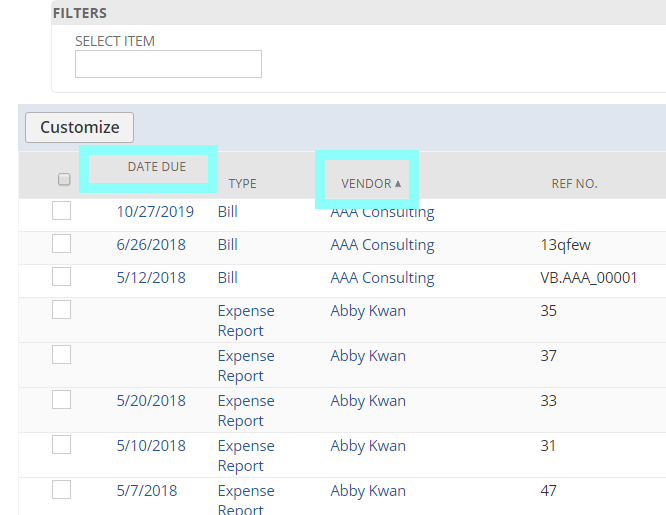 FILTERS
SELECT ITEM
Customize
DATE DUE
TYPE
VENDOR ▲
REF NO.
10/27/2019 Bill AAA Consulting
6/26/2018 Bill AAA Consulting 13qfew
5/12/2018 Bill AAA Consulting VB.AAA_00001
Expense Abby Kwan 35
Report
Expense Abby Kwan 37
Report
5/20/2018 Expense Abby Kwan 33
Report
5/10/2018 Expense Abby Kwan 31
Report
5/7/2018 Expense Abby Kwan 47
Report